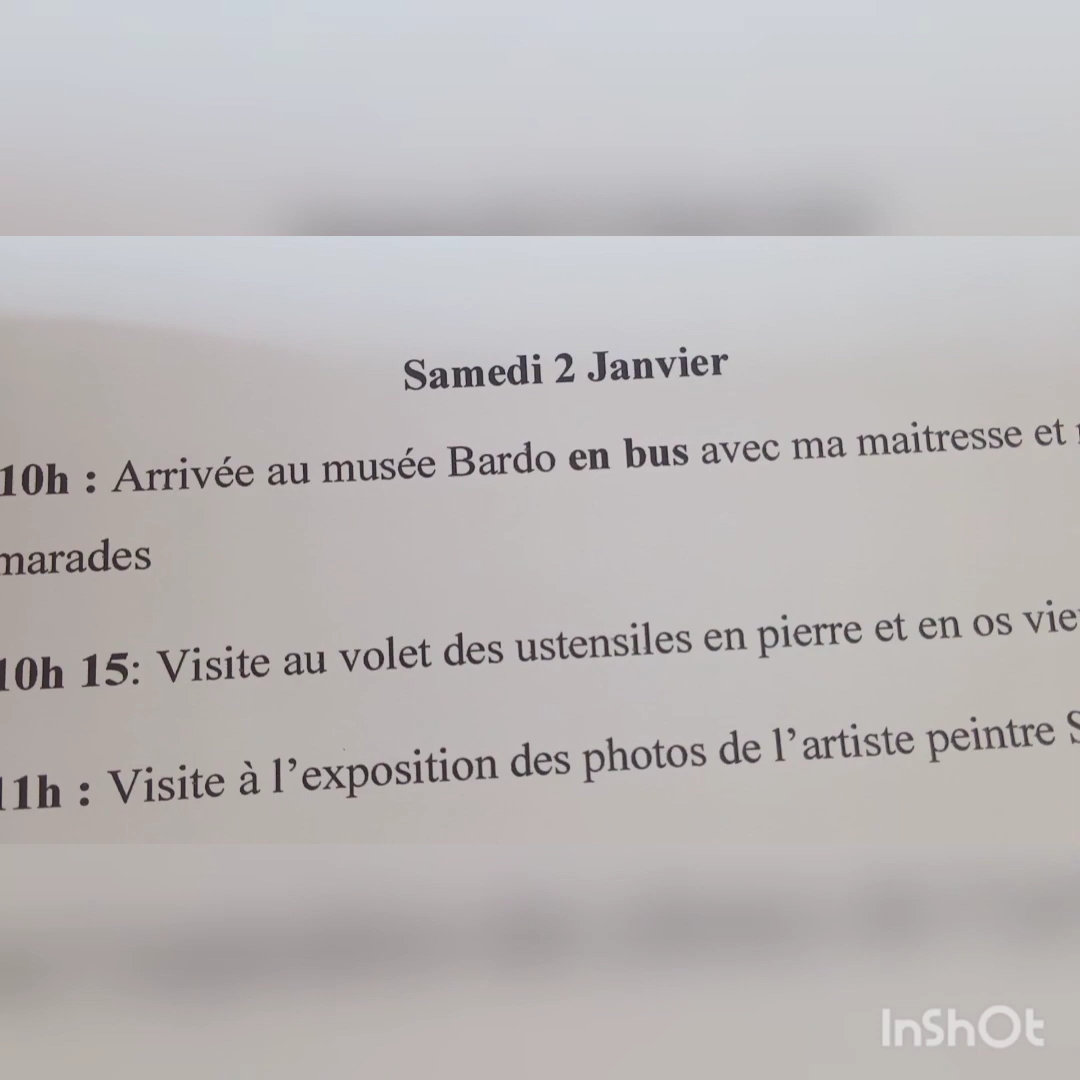 Samedi 2 Janvier
10h : Arrivée au musée Bardo en bus avec ma maitresse et
marades
10h 15: Visite au volet des ustensiles en pierre et en os
11h : Visite à l'exposition des photos de l'artiste peintre
InShOt